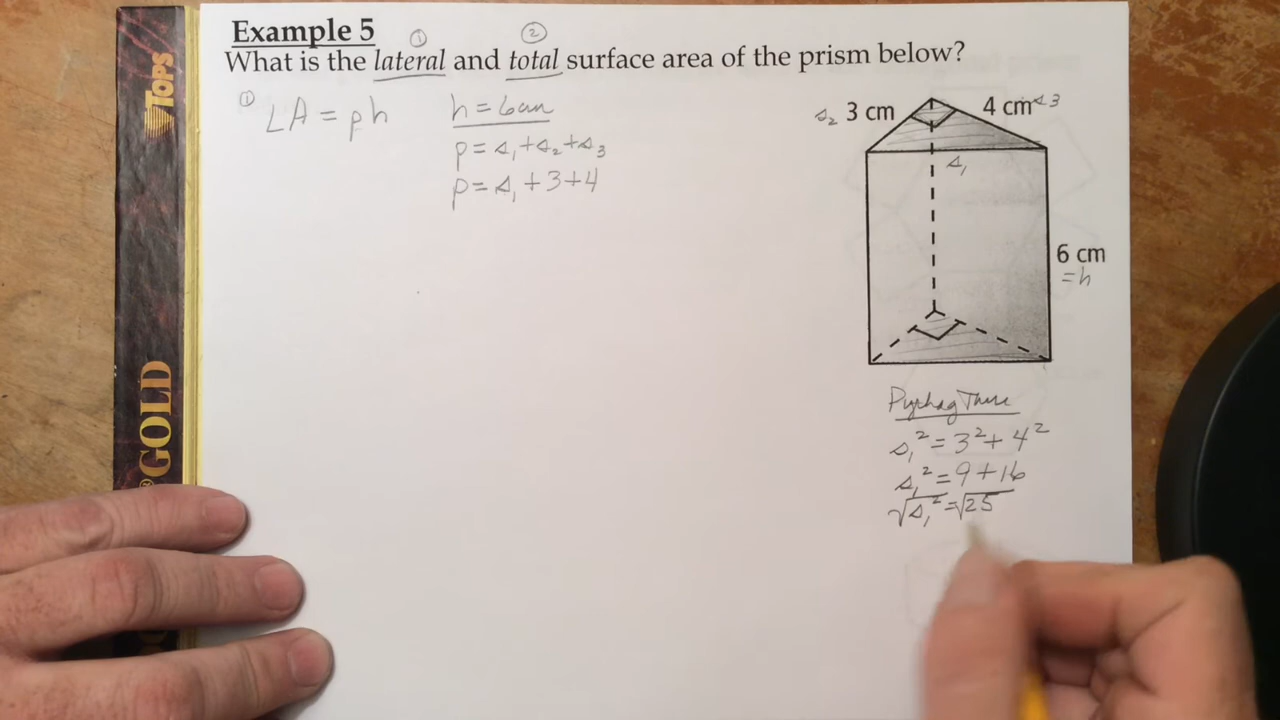 Example 5
① ②
What is the lateral and total surface area of the prism below?
① LA = ph
h = 6cm
p = s₁ + s₂ + s₃
p = s₁ + 3 + 4
s₂ 3 cm
4 cm s3
s₁
6 cm
= h
Pythag Thm
s₁² = 3² + 4²
s₁² = 9 + 16
√s₁² = √25
TOPS
GOLD